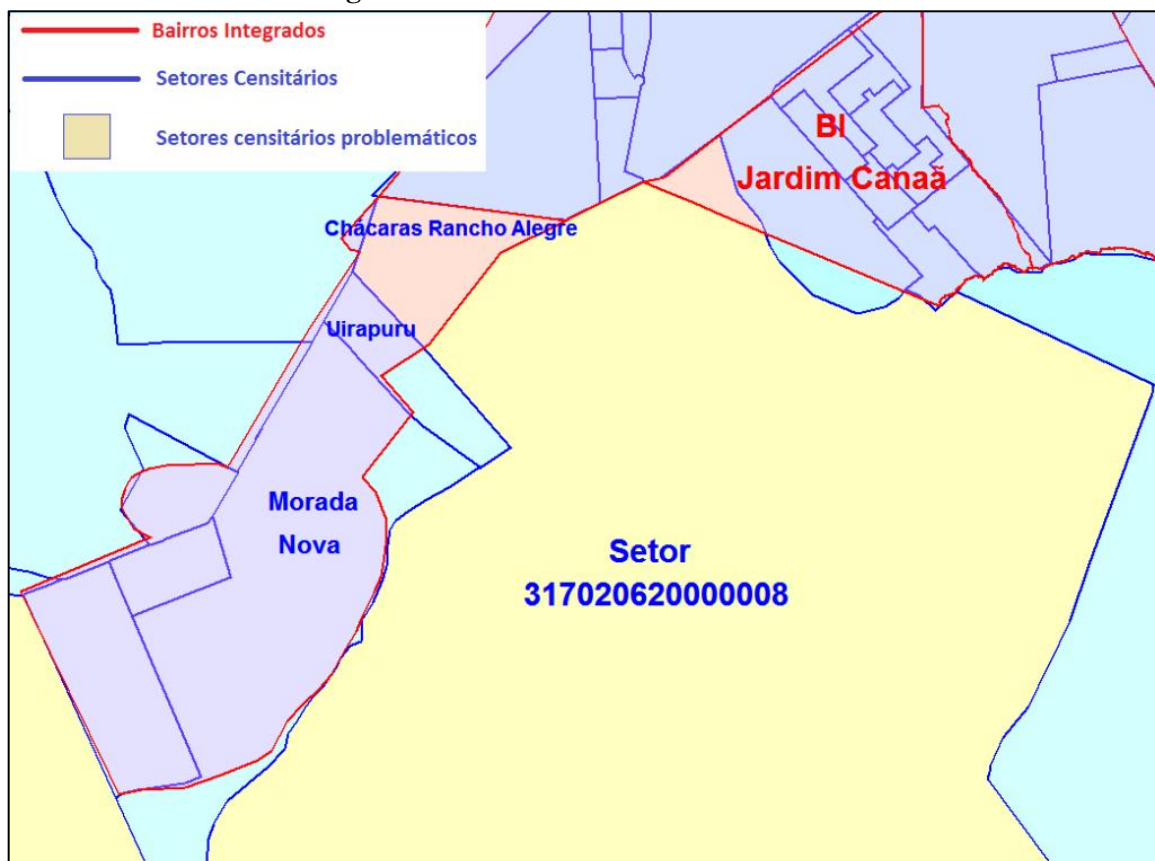 Bairros Integrados
Setores Censitários
Setores censitários problemáticos
BI
Jardim Canaã
Chácaras Rancho Alegre
Uirapuru
Morada
Nova
Setor
317020620000008